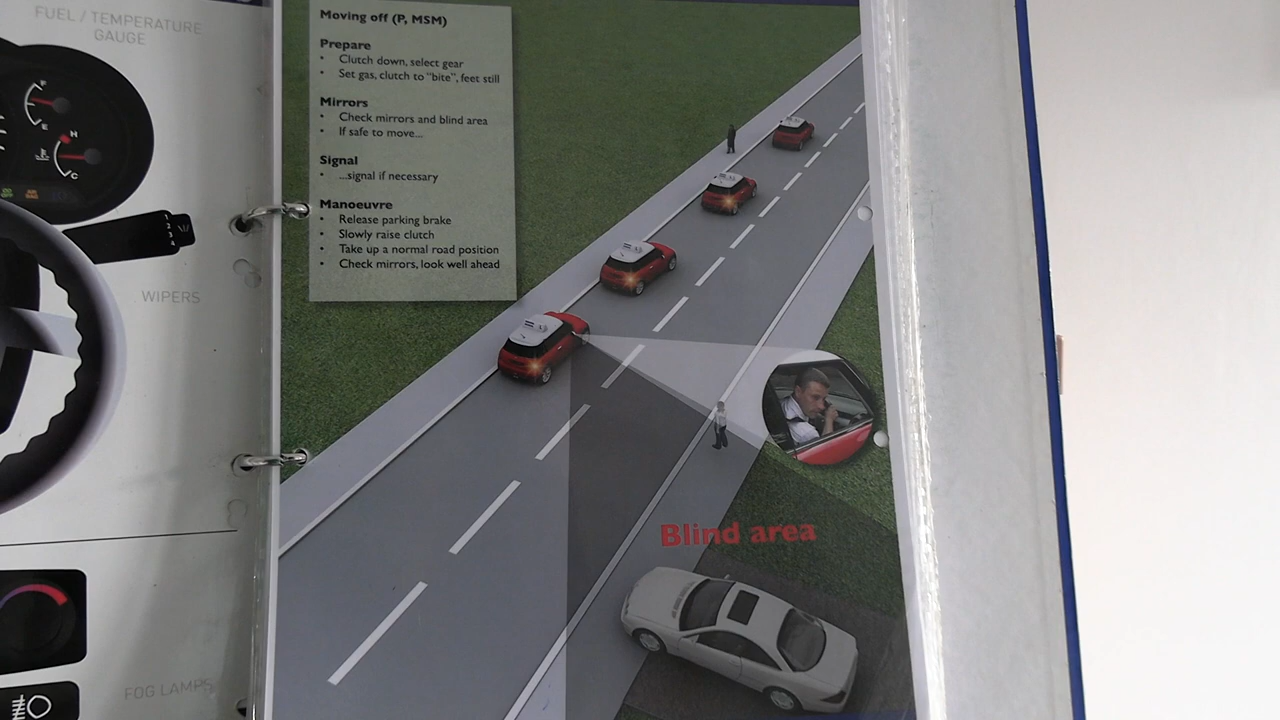 FUEL / TEMPERATURE
GAUGE
F
E
H
C
WIPERS
FOG LAMPS
Moving off (P, MSM)
Prepare
• Clutch down, select gear
• Set gas, clutch to “bite”, feet still
Mirrors
• Check mirrors and blind area
• If safe to move...
Signal
• ...signal if necessary
Manoeuvre
• Release parking brake
• Slowly raise clutch
• Take up a normal road position
• Check mirrors, look well ahead
Blind area